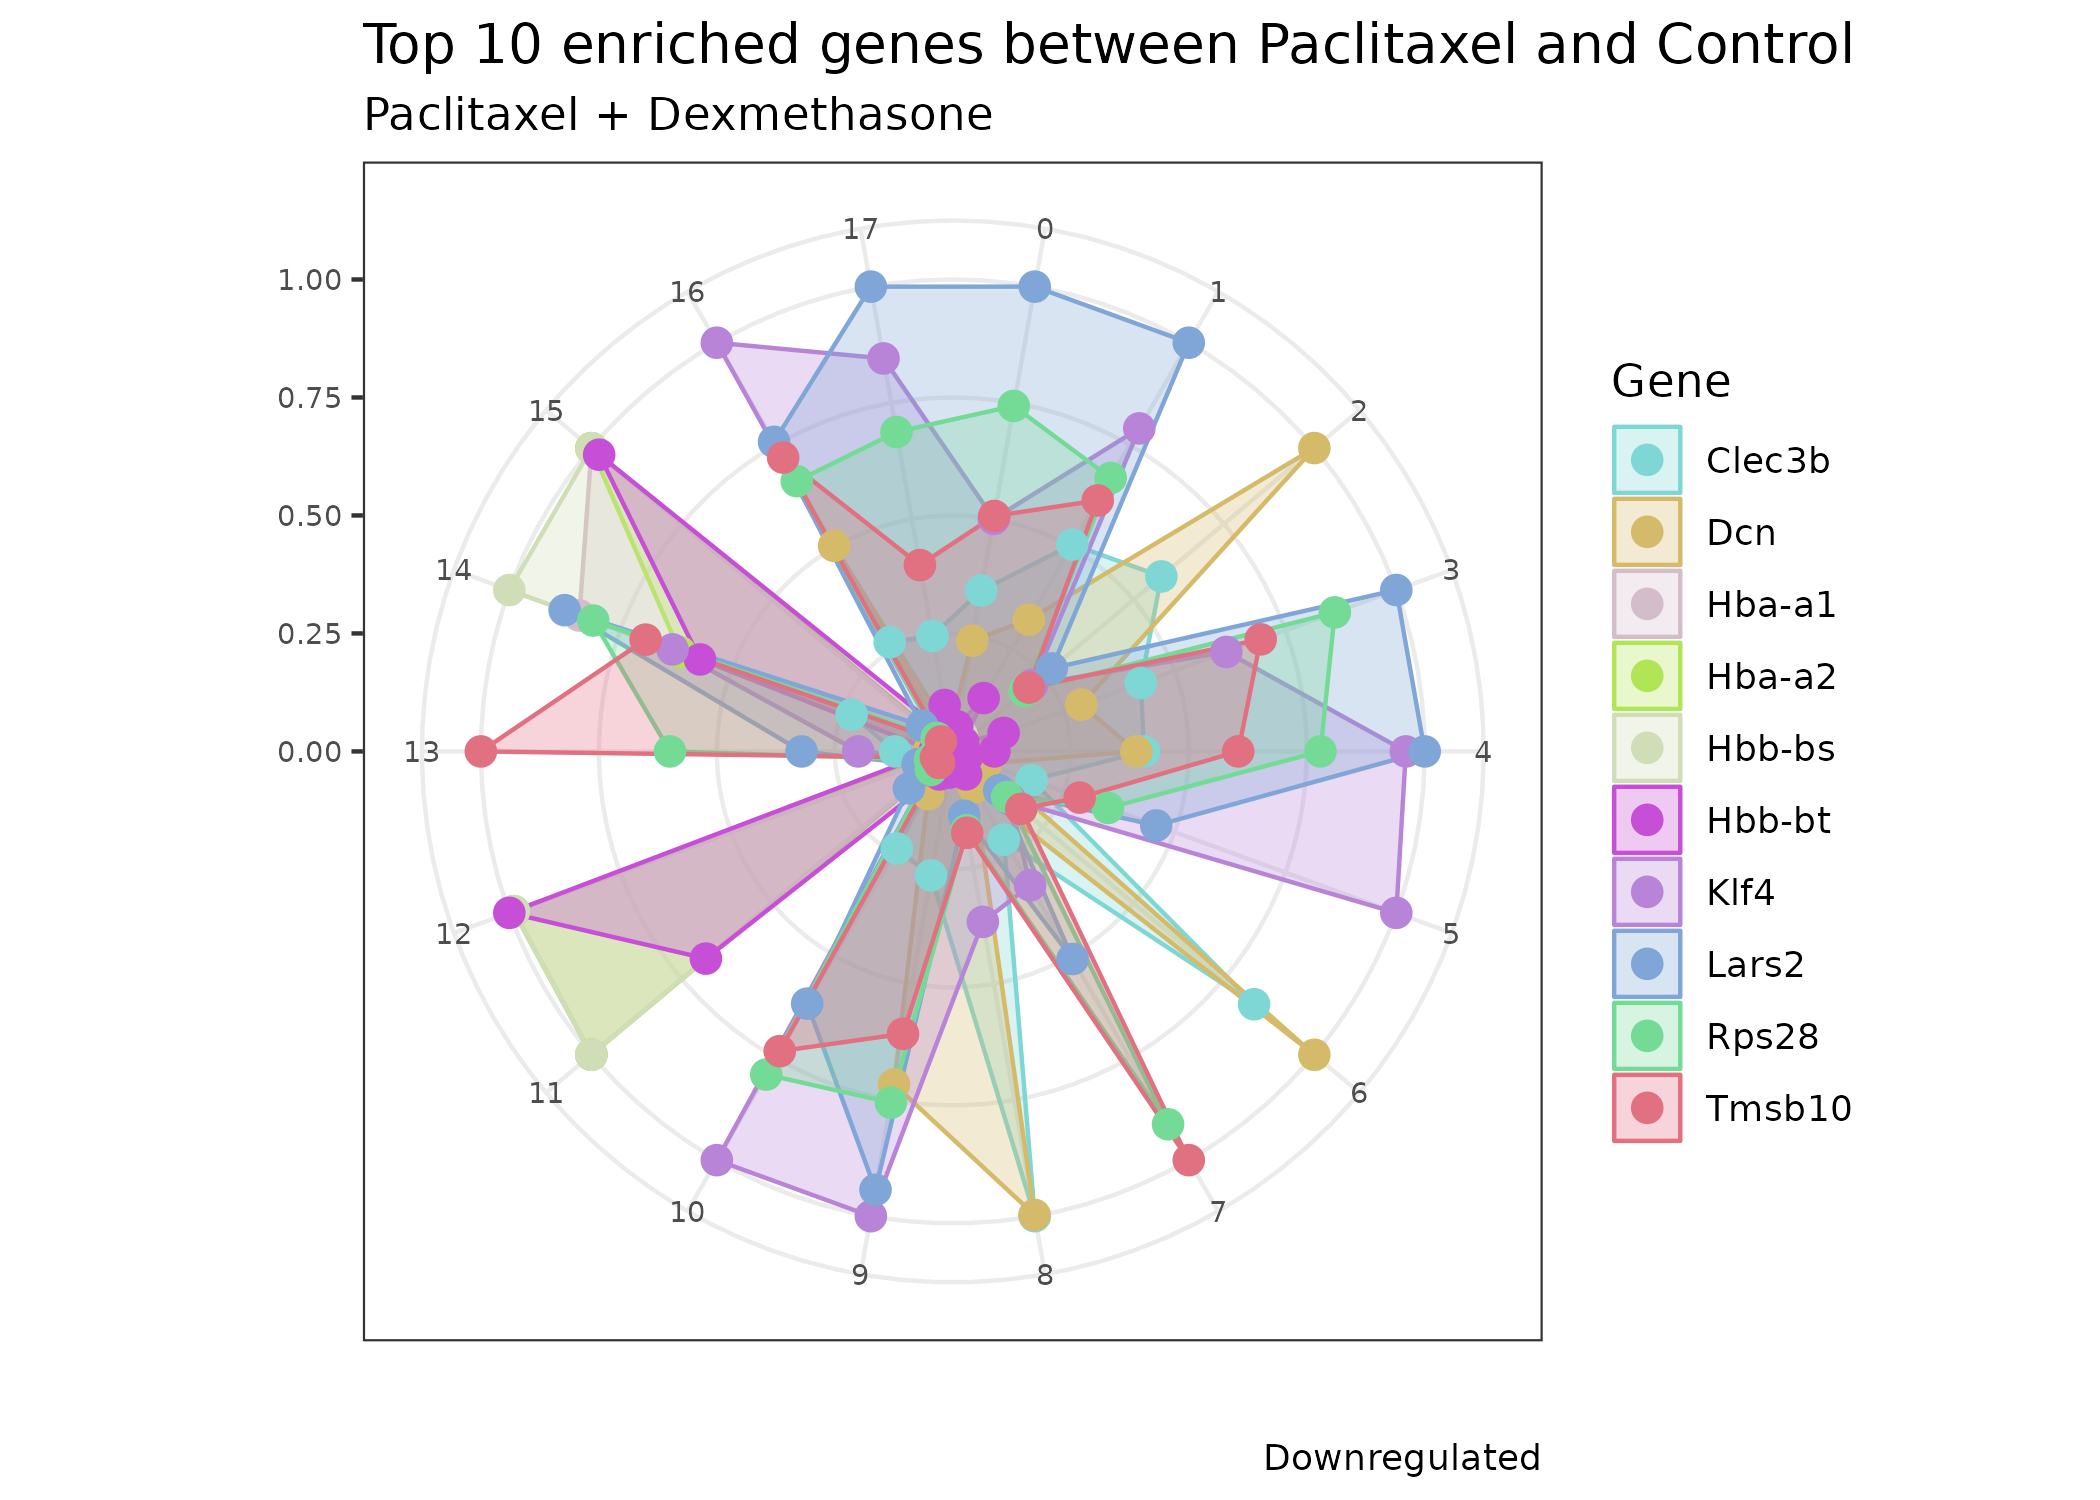 Top 10 enriched genes between Paclitaxel and Control
Paclitaxel + Dexmethasone
17
0
16
1
1.00
15
2
0.75
0.50
14
3
0.25
0.00
13
4
12
5
11
6
10
7
9
8
Gene
Clec3b
Dcn
Hba-a1
Hba-a2
Hbb-bs
Hbb-bt
Klf4
Lars2
Rps28
Tmsb10
Downregulated